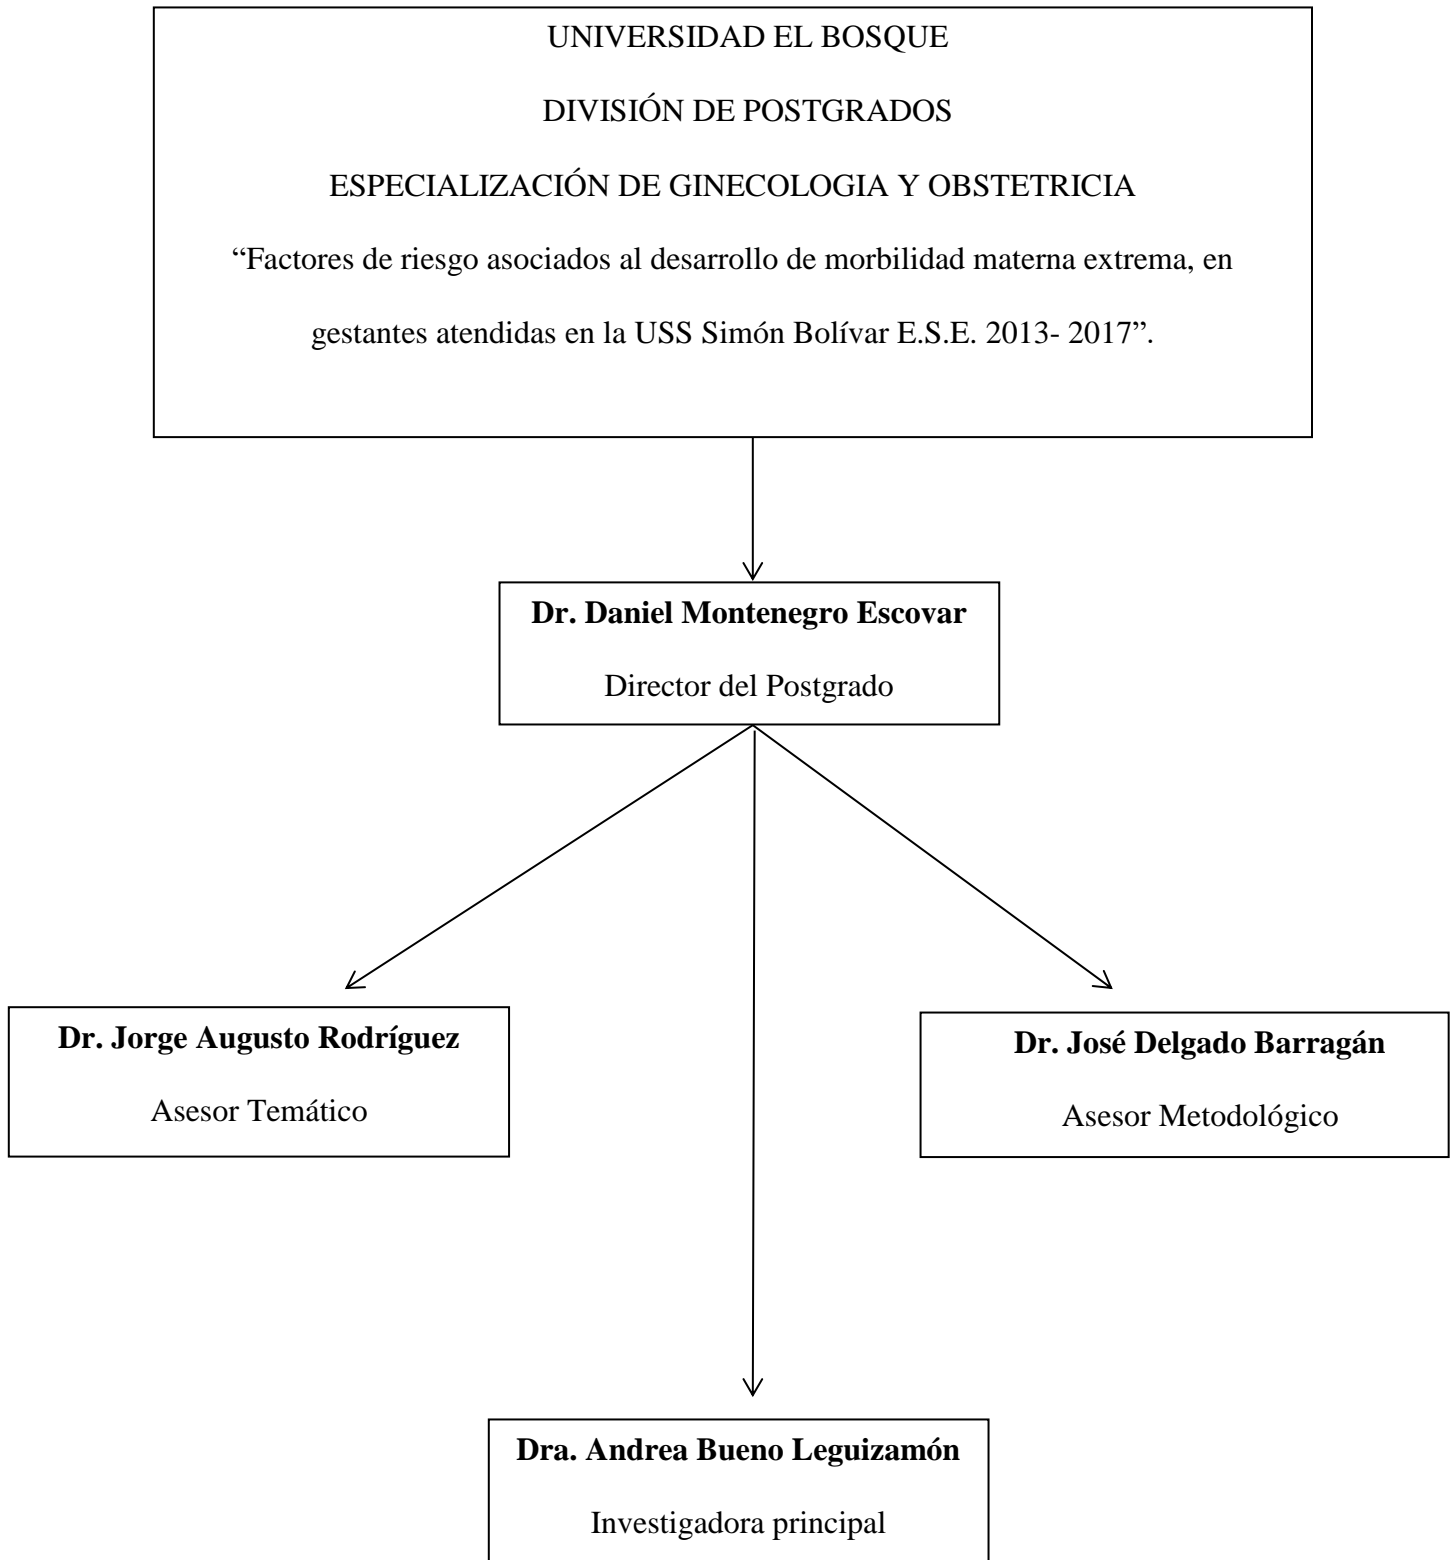 UNIVERSIDAD EL BOSQUE
DIVISIÓN DE POSTGRADOS
ESPECIALIZACIÓN DE GINECOLOGIA Y OBSTETRICIA
“Factores de riesgo asociados al desarrollo de morbilidad materna extrema, en
gestantes atendidas en la USS Simón Bolívar E.S.E. 2013- 2017”.
Dr. Daniel Montenegro Escovar
Director del Postgrado
Dr. Jorge Augusto Rodríguez
Asesor Temático
Dr. José Delgado Barragán
Asesor Metodológico
Dra. Andrea Bueno Leguizamón
Investigadora principal